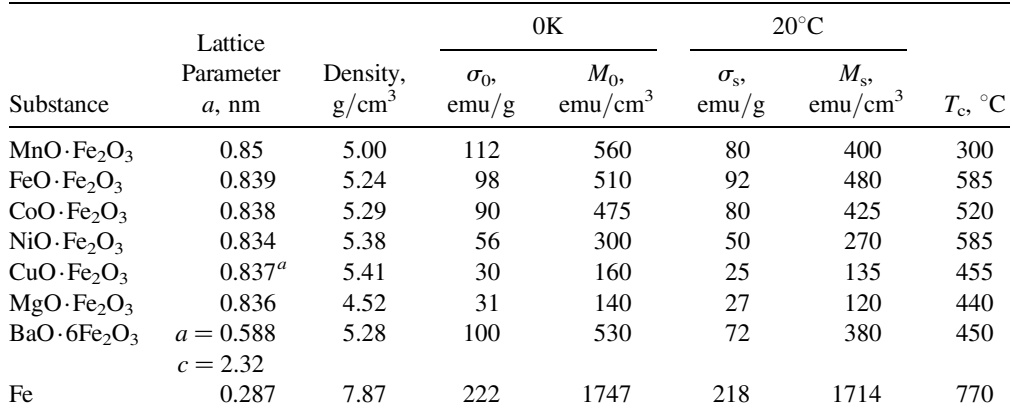 0K 20°C
Lattice
Parameter Density, σ₀, M₀, σₛ, Mₛ,
Substance a, nm g/cm³ emu/g emu/cm³ emu/g emu/cm³ T_c, °C
MnO·Fe₂O₃ 0.85 5.00 112 560 80 400 300
FeO·Fe₂O₃ 0.839 5.24 98 510 92 480 585
CoO·Fe₂O₃ 0.838 5.29 90 475 80 425 520
NiO·Fe₂O₃ 0.834 5.38 56 300 50 270 585
CuO·Fe₂O₃ 0.837ᵃ 5.41 30 160 25 135 455
MgO·Fe₂O₃ 0.836 4.52 31 140 27 120 440
BaO·6Fe₂O₃ a = 0.588 5.28 100 530 72 380 450
c = 2.32
Fe 0.287 7.87 222 1747 218 1714 770